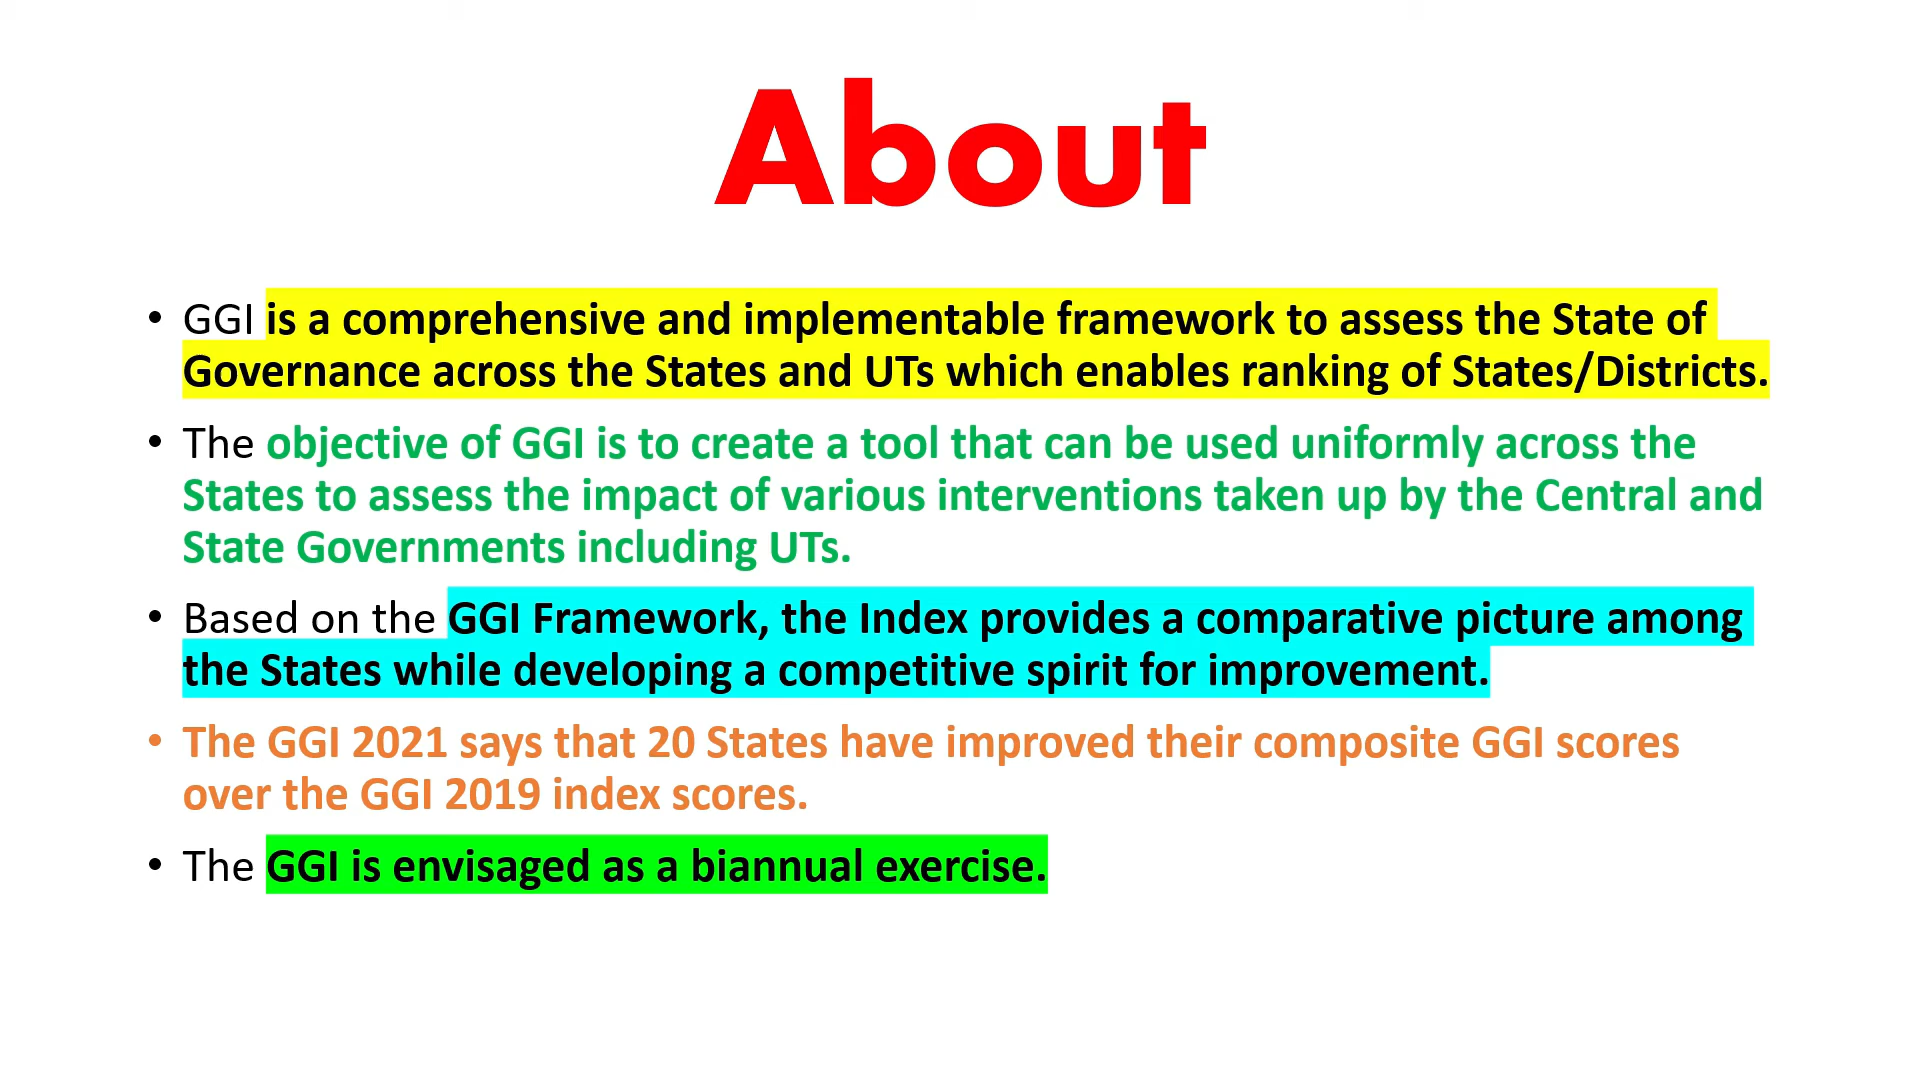 About
• GGI is a comprehensive and implementable framework to assess the State of
Governance across the States and UTs which enables ranking of States/Districts.
• The objective of GGI is to create a tool that can be used uniformly across the
States to assess the impact of various interventions taken up by the Central and
State Governments including UTs.
• Based on the GGI Framework, the Index provides a comparative picture among
the States while developing a competitive spirit for improvement.
• The GGI 2021 says that 20 States have improved their composite GGI scores
over the GGI 2019 index scores.
• The GGI is envisaged as a biannual exercise.